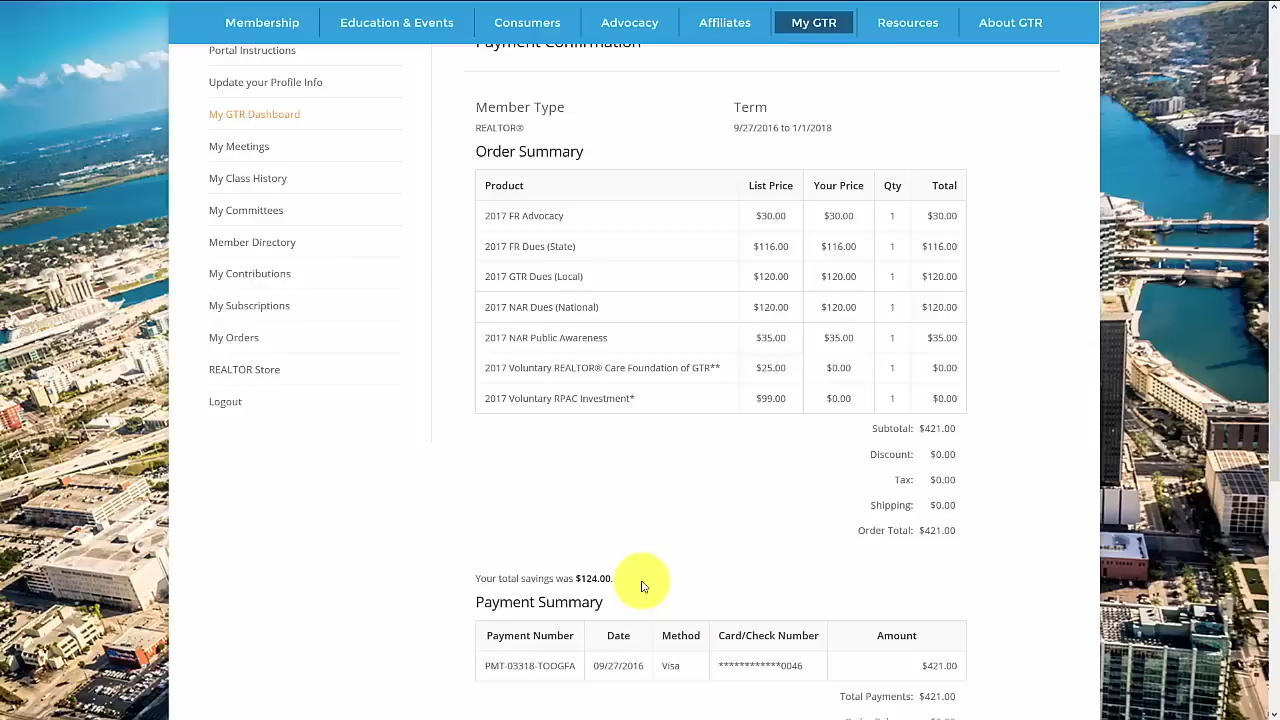 Membership Education & Events Consumers Advocacy Affiliates My GTR Resources About GTR
Portal Instructions
Update your Profile Info
My GTR Dashboard
My Meetings
My Class History
My Committees
Member Directory
My Contributions
My Subscriptions
My Orders
REALTOR Store
Logout
Payment Confirmation
Member Type Term
REALTOR® 9/27/2016 to 1/1/2018
Order Summary
Product List Price Your Price Qty Total
2017 FR Advocacy $30.00 $30.00 1 $30.00
2017 FR Dues (State) $116.00 $116.00 1 $116.00
2017 GTR Dues (Local) $120.00 $120.00 1 $120.00
2017 NAR Dues (National) $120.00 $120.00 1 $120.00
2017 NAR Public Awareness $35.00 $35.00 1 $35.00
2017 Voluntary REALTOR® Care Foundation of GTR** $25.00 $0.00 1 $0.00
2017 Voluntary RPAC Investment* $99.00 $0.00 1 $0.00
Subtotal: $421.00
Discount: $0.00
Tax: $0.00
Shipping: $0.00
Order Total: $421.00
Your total savings was $124.00.
Payment Summary
Payment Number Date Method Card/Check Number Amount
09/27/2016 Visa ************0046 $421.00
Total Payments: $421.00